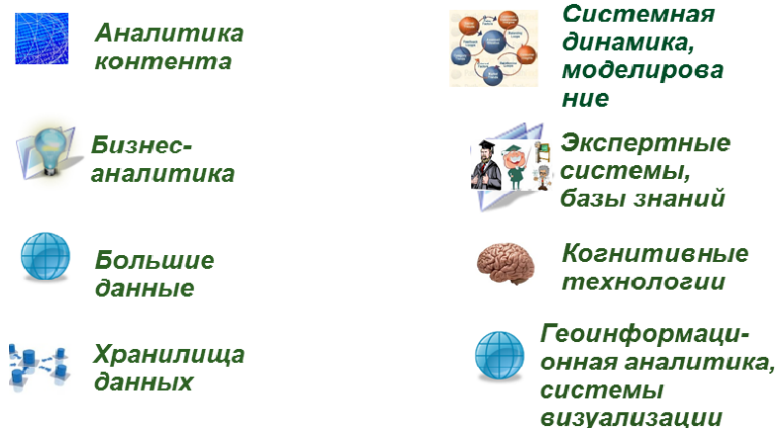 Аналитика
контента
Бизнес-
аналитика
Большие
данные
Хранилища
данных
Системная
динамика,
моделирова
ние
Экспертные
системы,
базы знаний
Когнитивные
технологии
Геоинформаци-
онная аналитика,
системы
визуализации